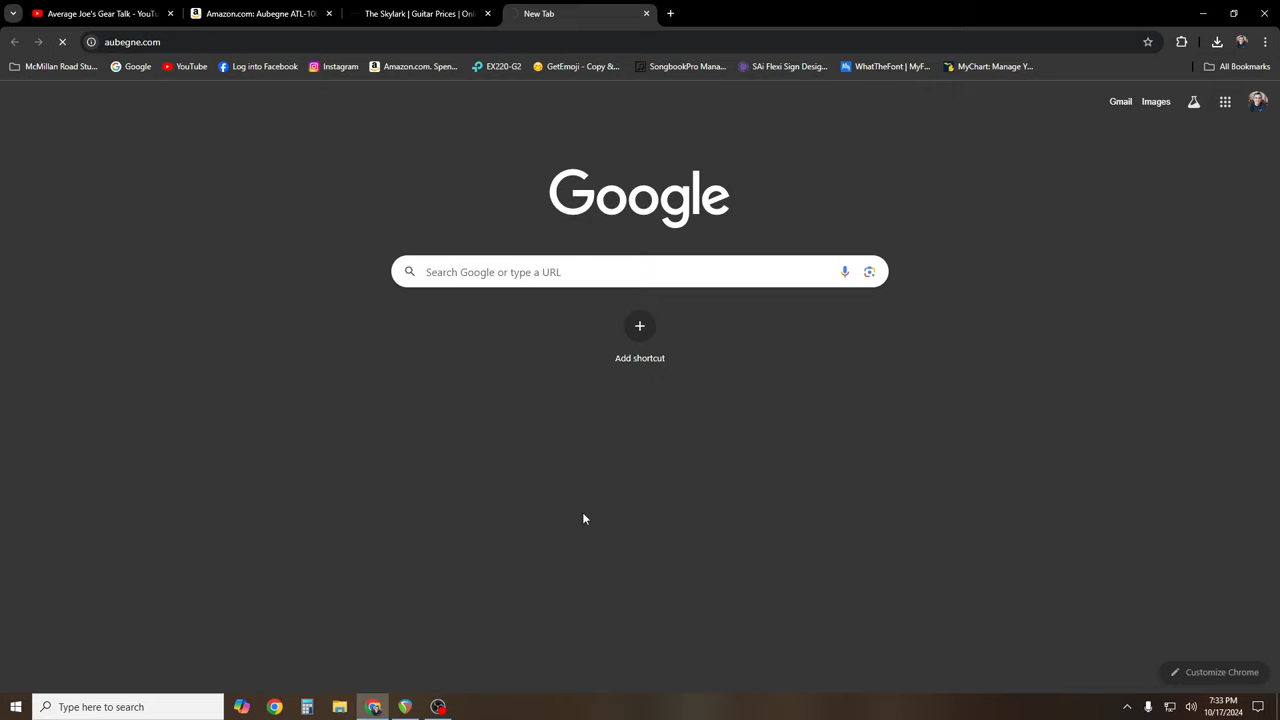 Average Joe's Gear Talk - YouTu
Amazon.com: Aubegne ATL-10
The Skylark | Guitar Prices | Onl
New Tab
aubegne.com
McMillan Road Stu...
Google
YouTube
Log into Facebook
Instagram
Amazon.com. Spen...
EX220-G2
GetEmoji - Copy &...
SongbookPro Mana...
SAi Flexi Sign Desig...
WhatTheFont | MyF...
MyChart: Manage Y...
All Bookmarks
Gmail
Images
Google
Search Google or type a URL
Add shortcut
Customize Chrome
Type here to search
7:33 PM
10/17/2024